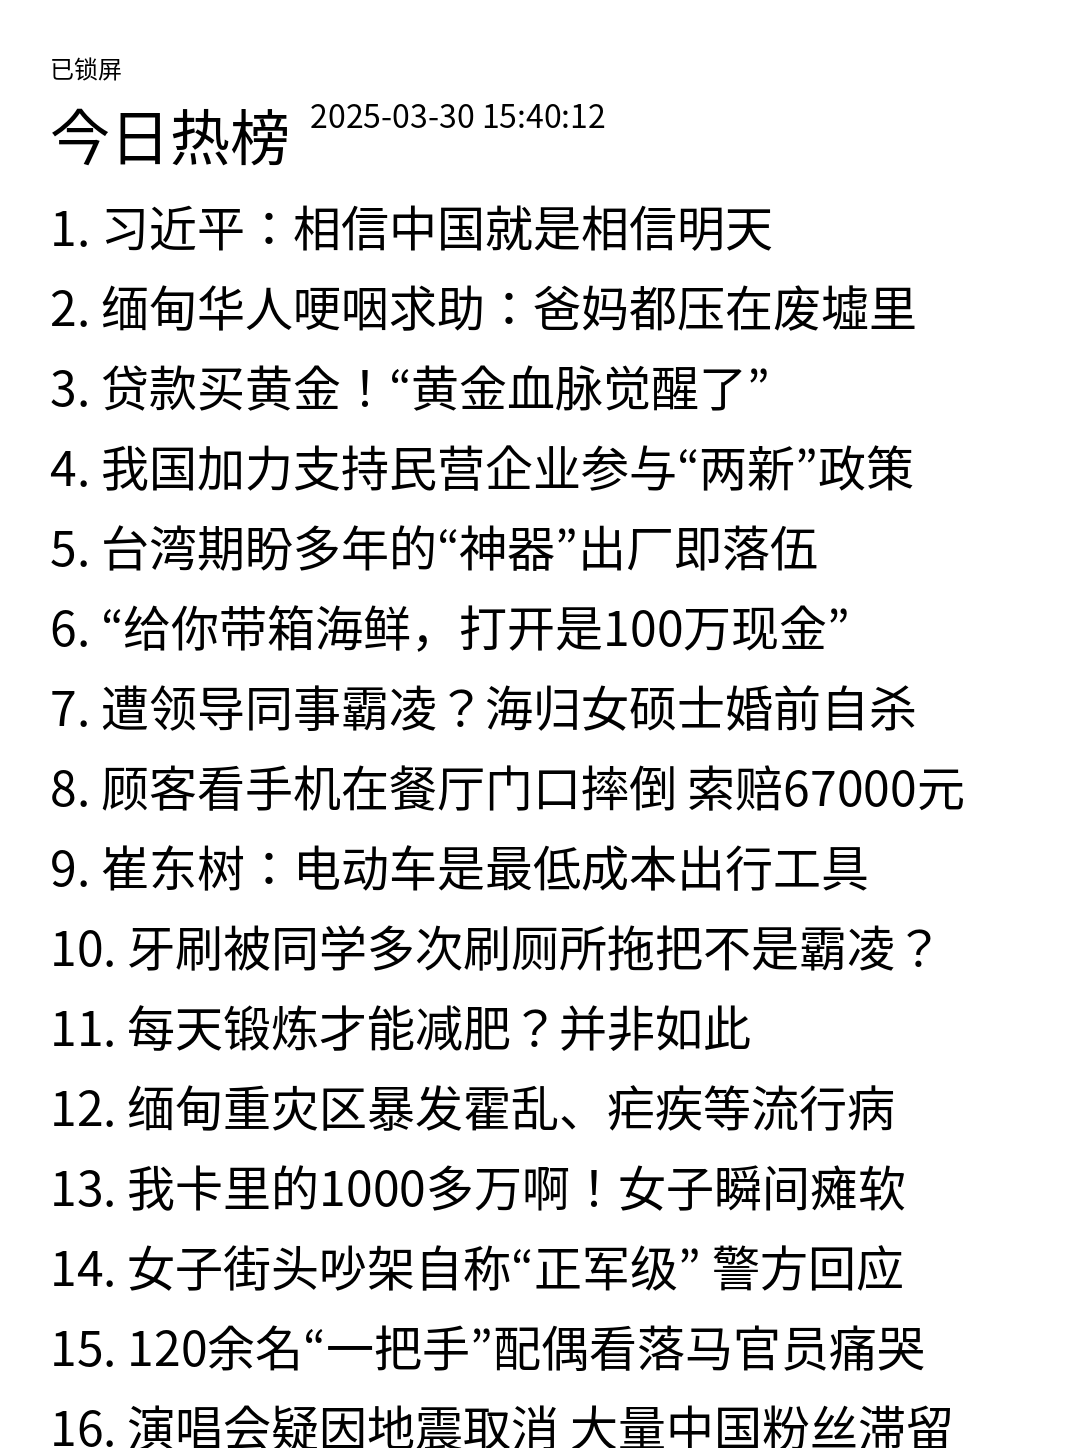 已锁屏
今日热榜 2025-03-30 15:40:12
1. 习近平：相信中国就是相信明天
2. 缅甸华人哽咽求助：爸妈都压在废墟里
3. 贷款买黄金！“黄金血脉觉醒了”
4. 我国加力支持民营企业参与“两新”政策
5. 台湾期盼多年的“神器”出厂即落伍
6. “给你带箱海鲜，打开是100万现金”
7. 遭领导同事霸凌？海归女硕士婚前自杀
8. 顾客看手机在餐厅门口摔倒 索赔67000元
9. 崔东树：电动车是最低成本出行工具
10. 牙刷被同学多次刷厕所拖把不是霸凌？
11. 每天锻炼才能减肥？并非如此
12. 缅甸重灾区暴发霍乱、疟疾等流行病
13. 我卡里的1000多万啊！女子瞬间瘫软
14. 女子街头吵架自称“正军级” 警方回应
15. 120余名“一把手”配偶看落马官员痛哭
16. 演唱会疑因地震取消 大量中国粉丝滞留